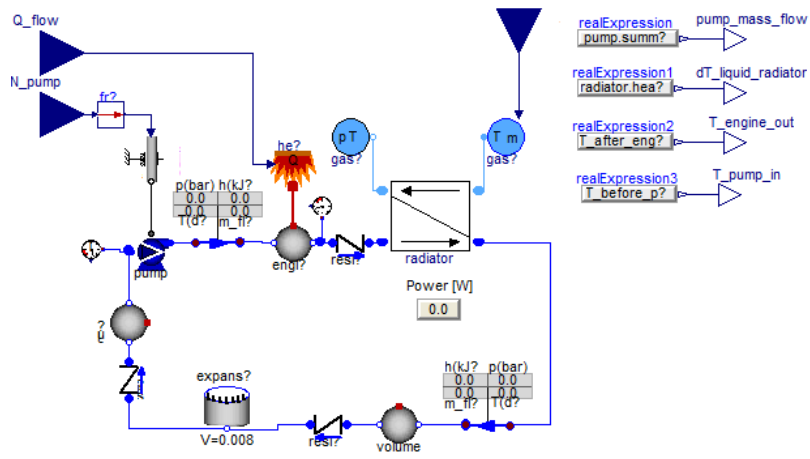 Q_flow
N_pump
fr?
he?
Q
p T
gas?
T m
gas?
p(bar) h(kJ?
0.0 0.0
0.0 0.0
T(d? m_fl?
pump
engi?
resi?
radiator
Power [W]
0.0
expans?
V=0.008
resi?
volume
h(kJ? p(bar)
0.0 0.0
0.0 0.0
m_fl? T(d?
realExpression
pump.summ?
pump_mass_flow
realExpression1
radiator.hea?
dT_liquid_radiator
realExpression2
T_after_eng?
T_engine_out
realExpression3
T_before_p?
T_pump_in